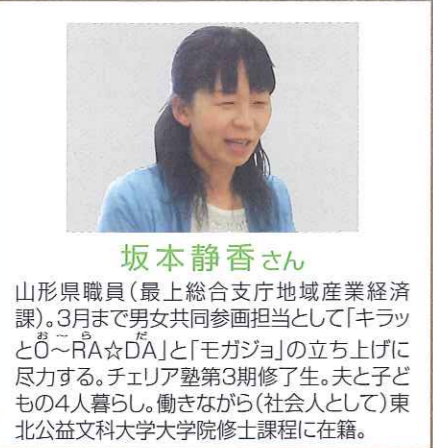 坂本静香さん
山形県職員(最上総合支庁地域産業経済
課)。3月まで男女共同参画担当として「キラッ
とO~RA☆DA」と「モガジョ」の立ち上げに
お~らだ
尽力する。チェリア塾第3期修了生。夫と子ど
もの4人暮らし。働きながら(社会人として)東
北公益文科大学大学院修士課程に在籍。